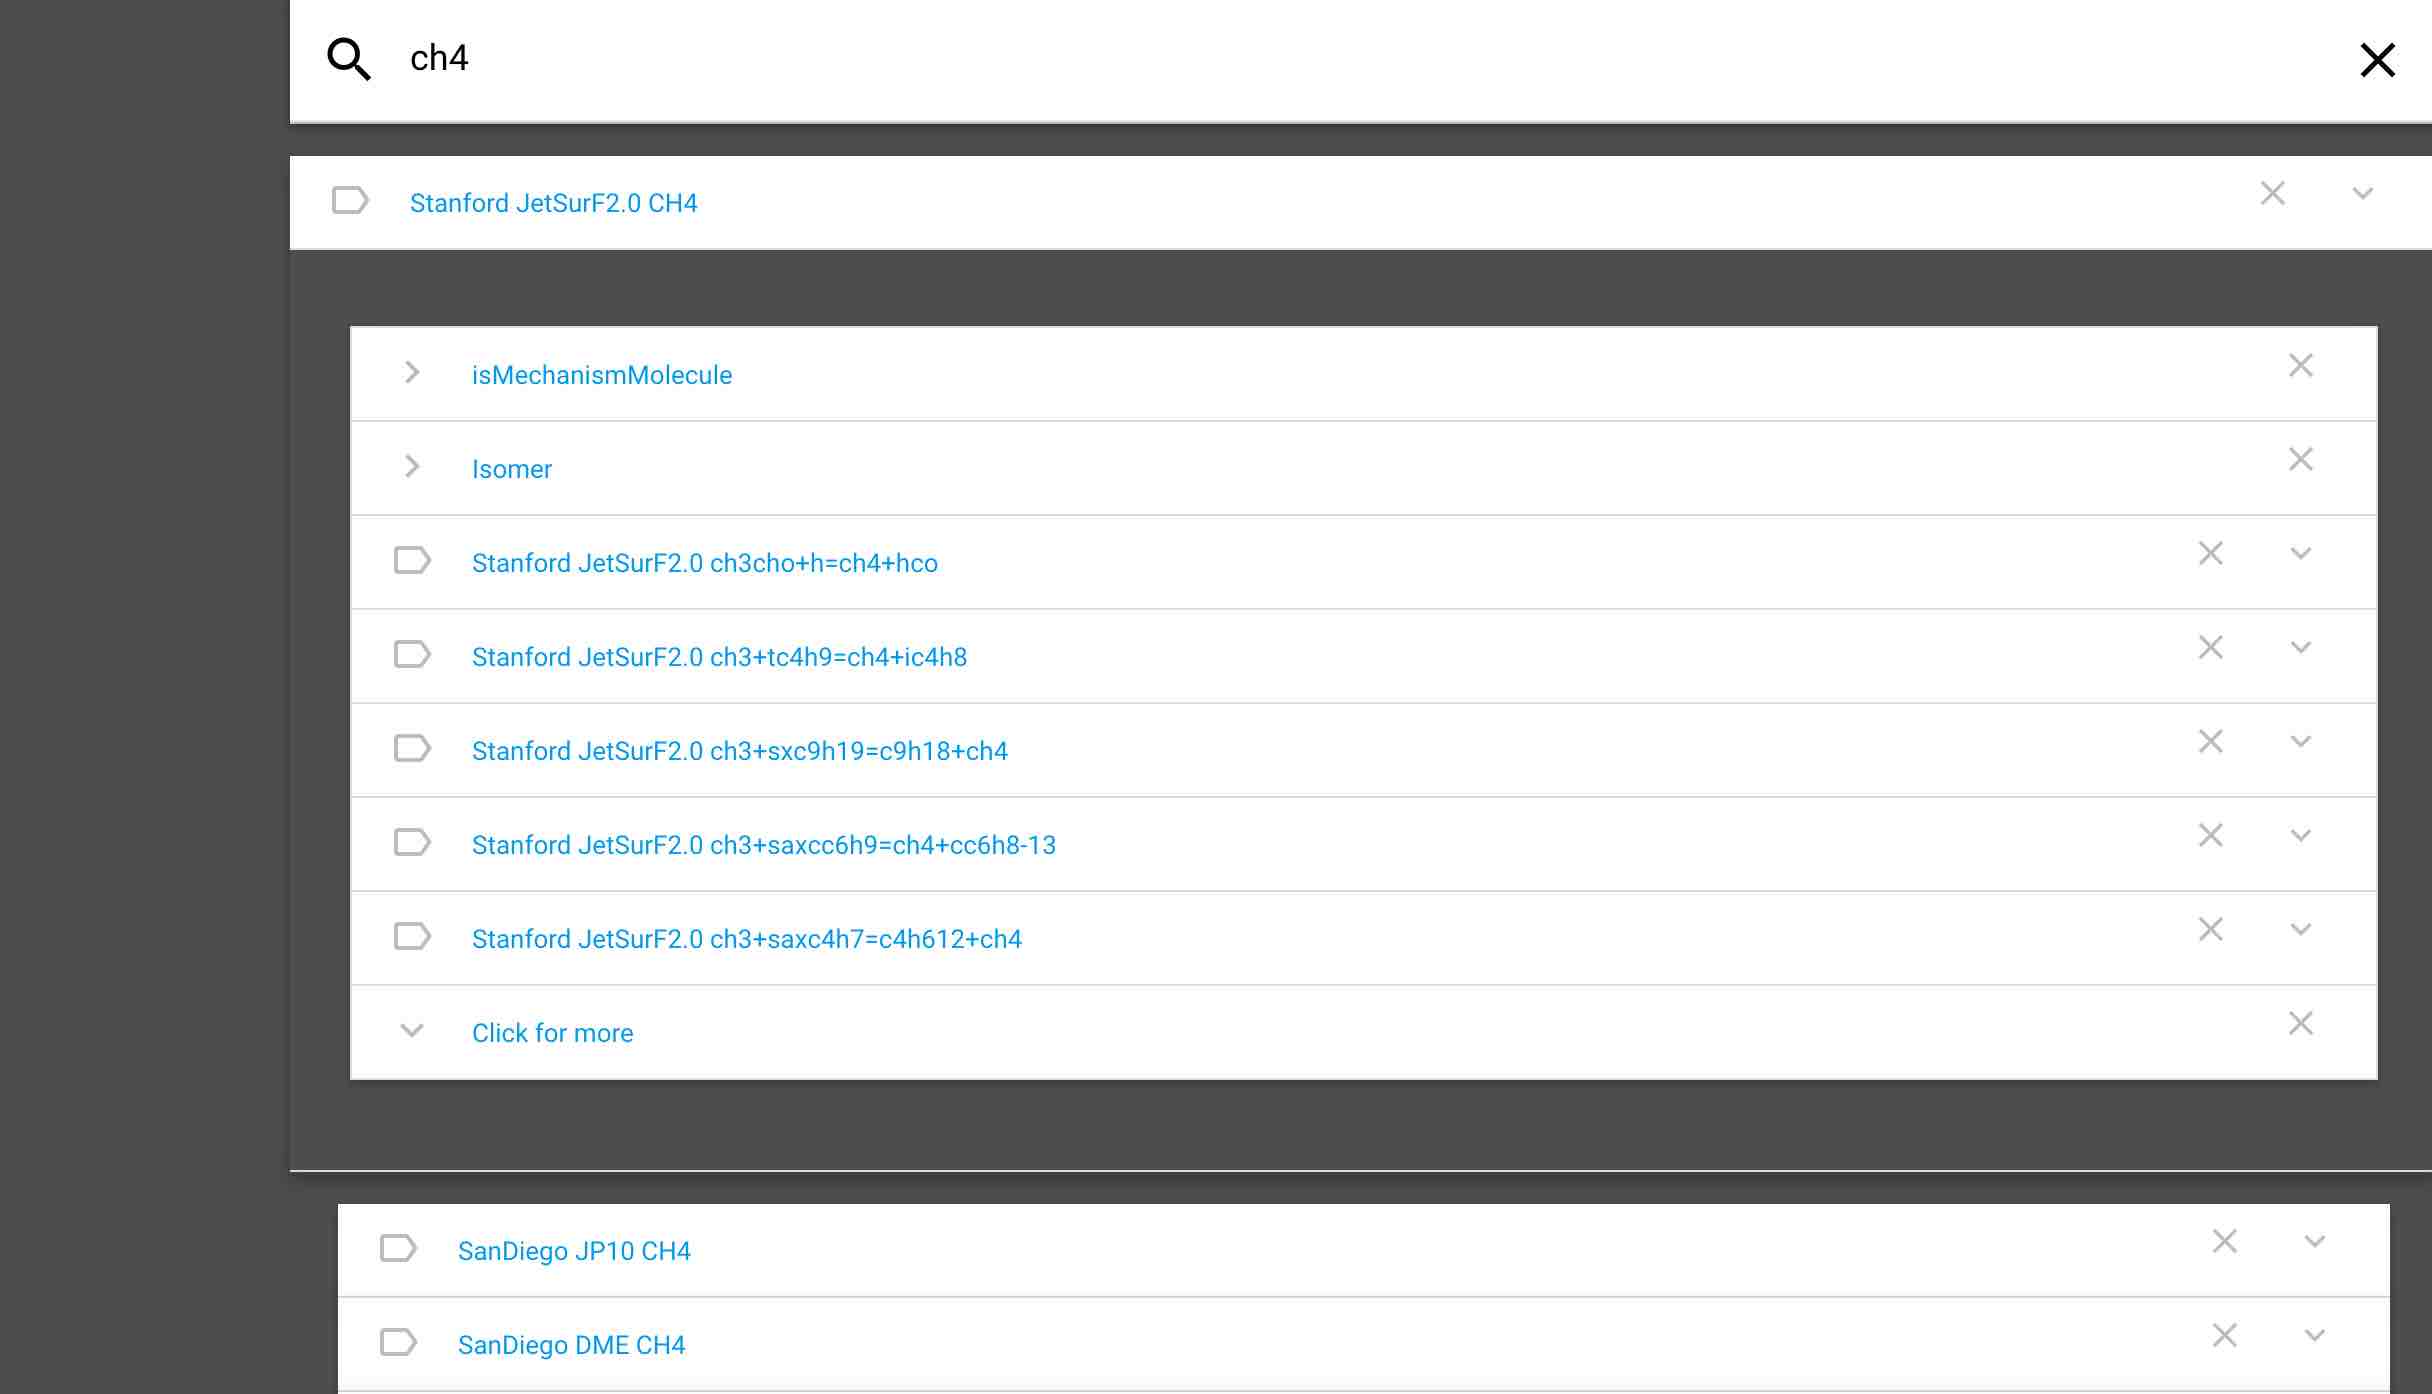 ch4
Stanford JetSurF2.0 CH4
isMechanismMolecule
Isomer
Stanford JetSurF2.0 ch3cho+h=ch4+hco
Stanford JetSurF2.0 ch3+tc4h9=ch4+ic4h8
Stanford JetSurF2.0 ch3+sxc9h19=c9h18+ch4
Stanford JetSurF2.0 ch3+saxcc6h9=ch4+cc6h8-13
Stanford JetSurF2.0 ch3+saxc4h7=c4h612+ch4
Click for more
SanDiego JP10 CH4
SanDiego DME CH4